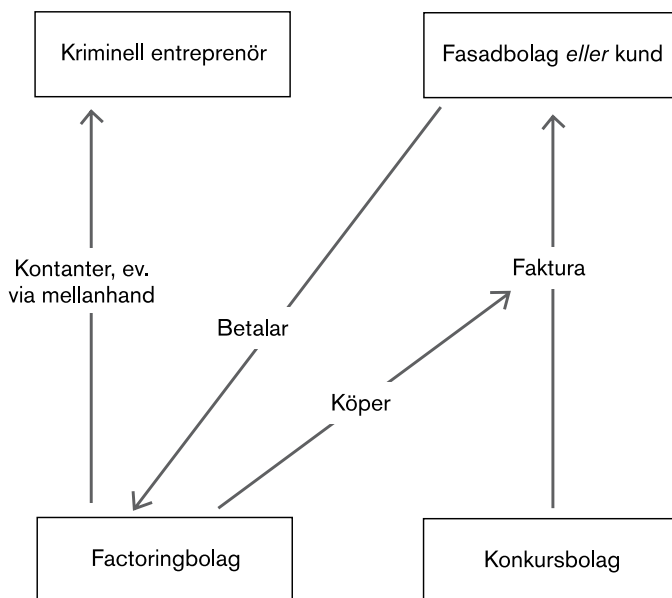 Kriminell entreprenör
Fasadbolag eller kund
Kontanter, ev.
via mellanhand
Faktura
Betalar
Köper
Factoringbolag
Konkursbolag